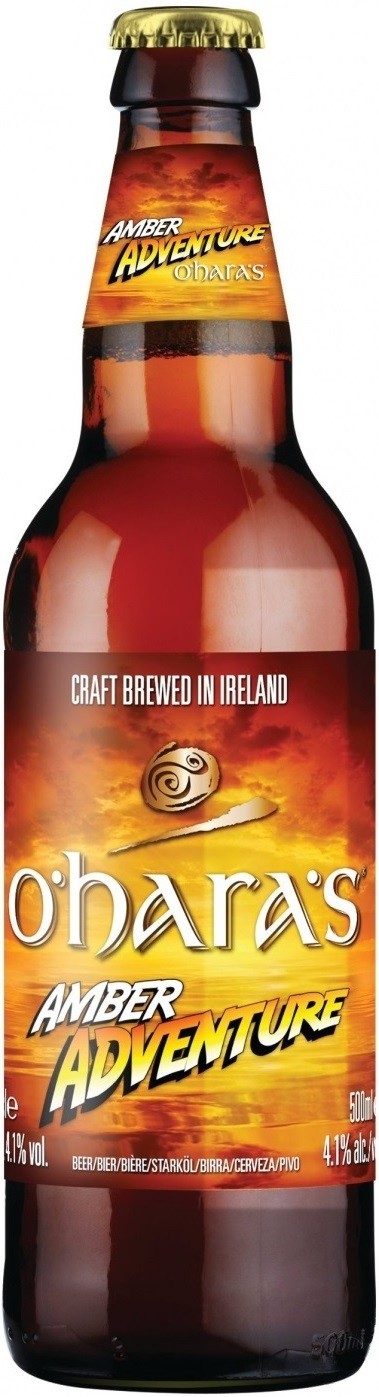 AMBER
ADVENTURE
O'hara's
CRAFT BREWED IN IRELAND
O'hara's
AMBER
ADVENTURE
500ml
4.1% vol.
4.1% alc./
BEER/BIER/BIÈRE/STARKÖL/BIRRA/CERVEZA/PIVO
500ml